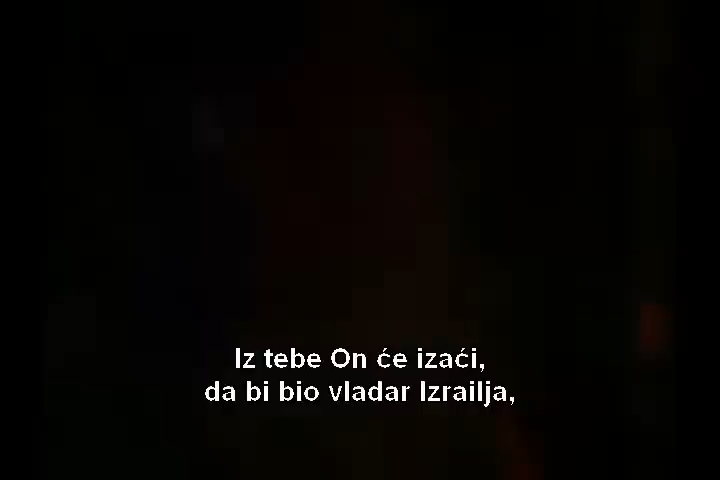 Iz tebe On će izaći,
da bi bio vladar Izrailja,